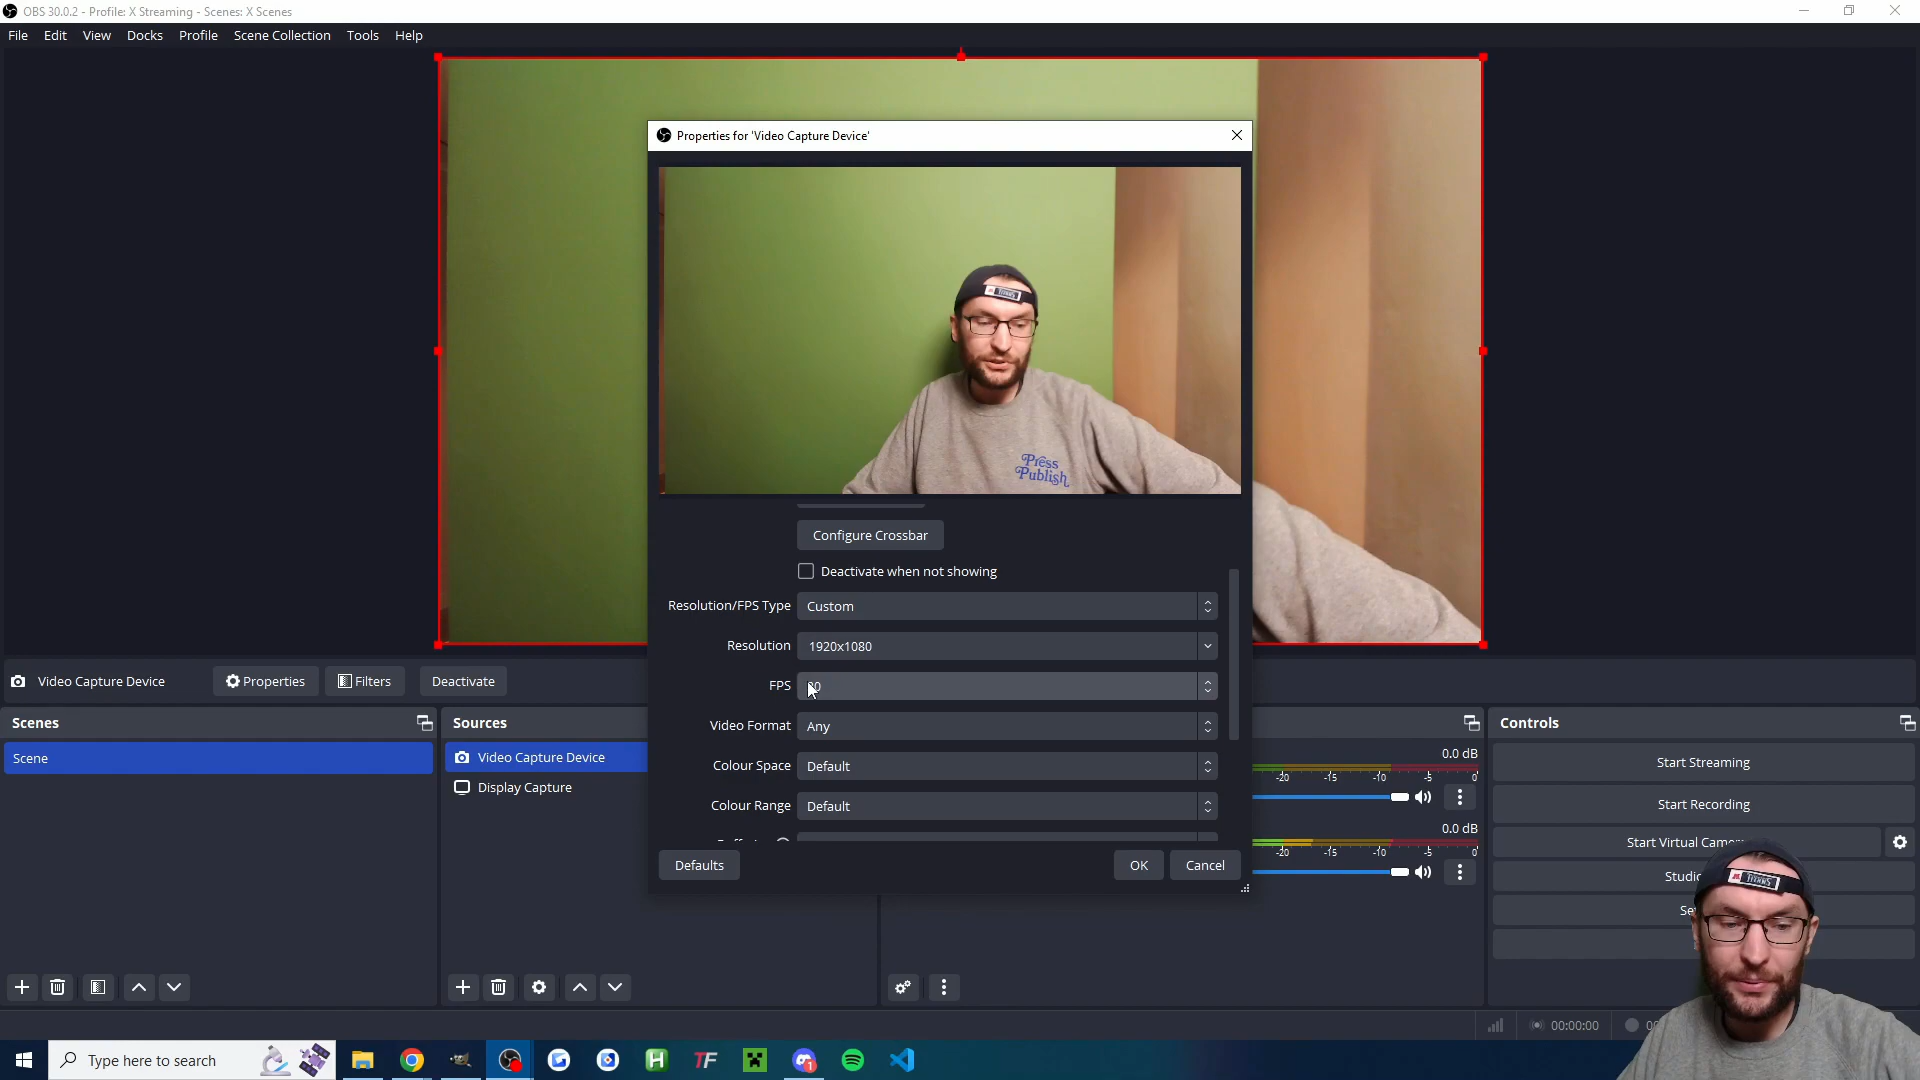 OBS 30.0.2 - Profile: X Streaming - Scenes: X Scenes
File Edit View Docks Profile Scene Collection Tools Help
Properties for 'Video Capture Device'
Press
Publish
Configure Crossbar
Deactivate when not showing
Resolution/FPS Type Custom
Resolution 1920x1080
FPS
Video Format Any
Colour Space Default
Colour Range Default
Defaults OK Cancel
Video Capture Device Properties Filters Deactivate
Scenes
Scene
Sources
Video Capture Device
Display Capture
0.0 dB
-20 -15 -10 -5 0
0.0 dB
-20 -15 -10 -5 0
Controls
Start Streaming
Start Recording
Start Virtual
00:00:00
Type here to search
H TF 1